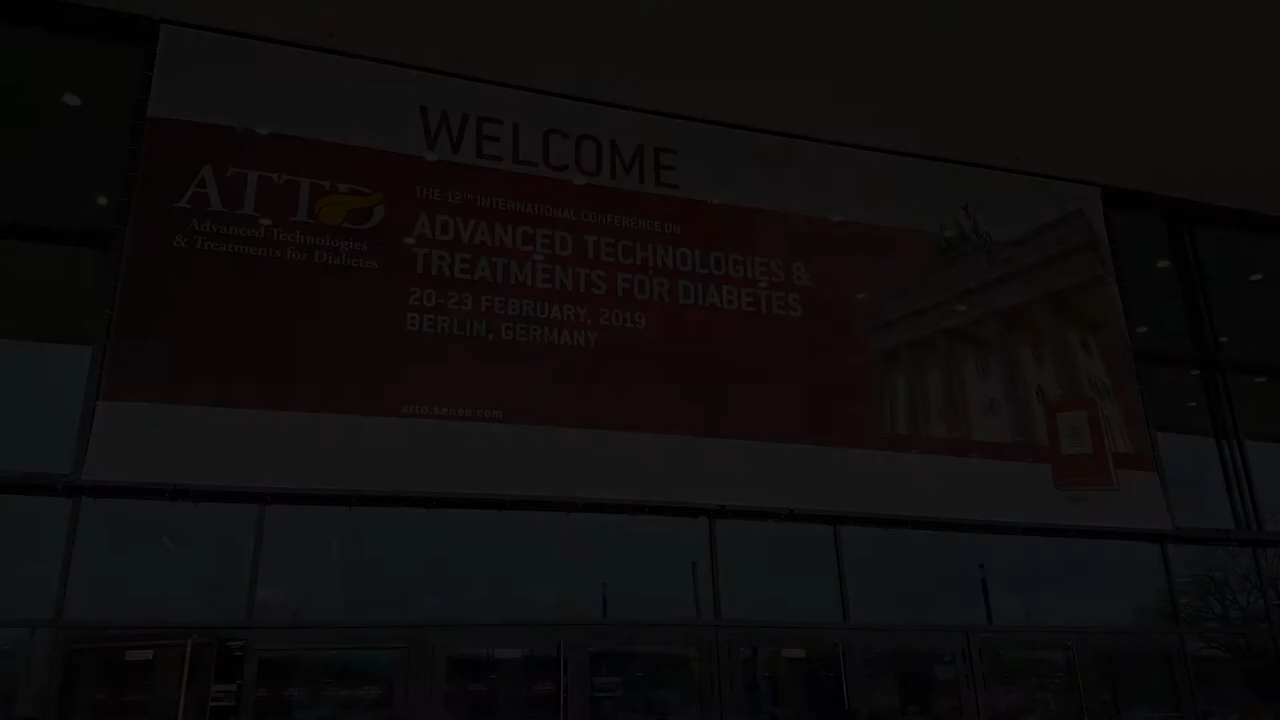 WELCOME
ATTD
Advanced Technologies
& Treatments for Diabetes
THE 12TH INTERNATIONAL CONFERENCE ON
ADVANCED TECHNOLOGIES &
TREATMENTS FOR DIABETES
20-23 FEBRUARY, 2019
BERLIN, GERMANY
attd.kenes.com